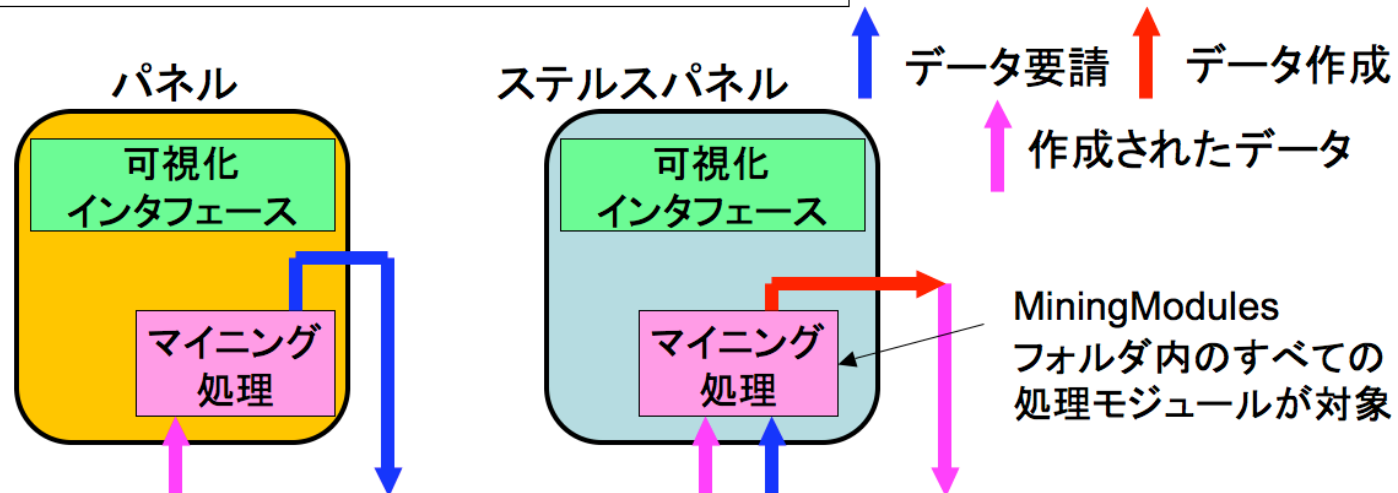 データ要請
データ作成
作成されたデータ
パネル
可視化
インタフェース
マイニング
処理
ステルスパネル
可視化
インタフェース
マイニング
処理
MiningModules
フォルダ内のすべての
処理モジュールが対象